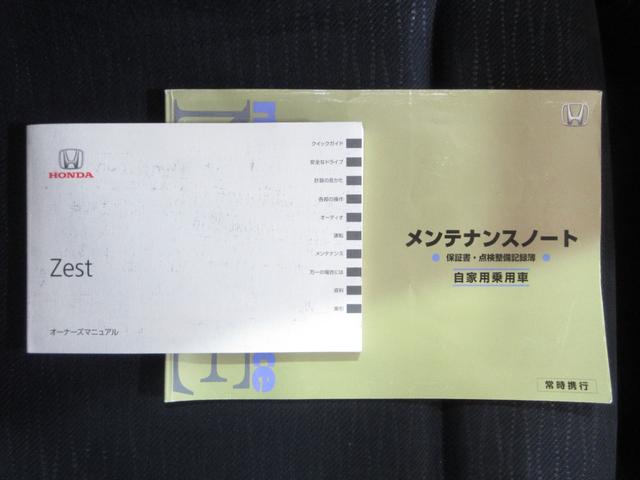 HONDA
Zest
オーナーズマニュアル
クイックガイド
安全なドライブ
計器の見かた
各部の操作
オーディオ
運転
メンテナンス
万一の場合には
資料
索引
メンテナンスノート
保証書・点検整備記録簿
自家用乗用車
常時携行